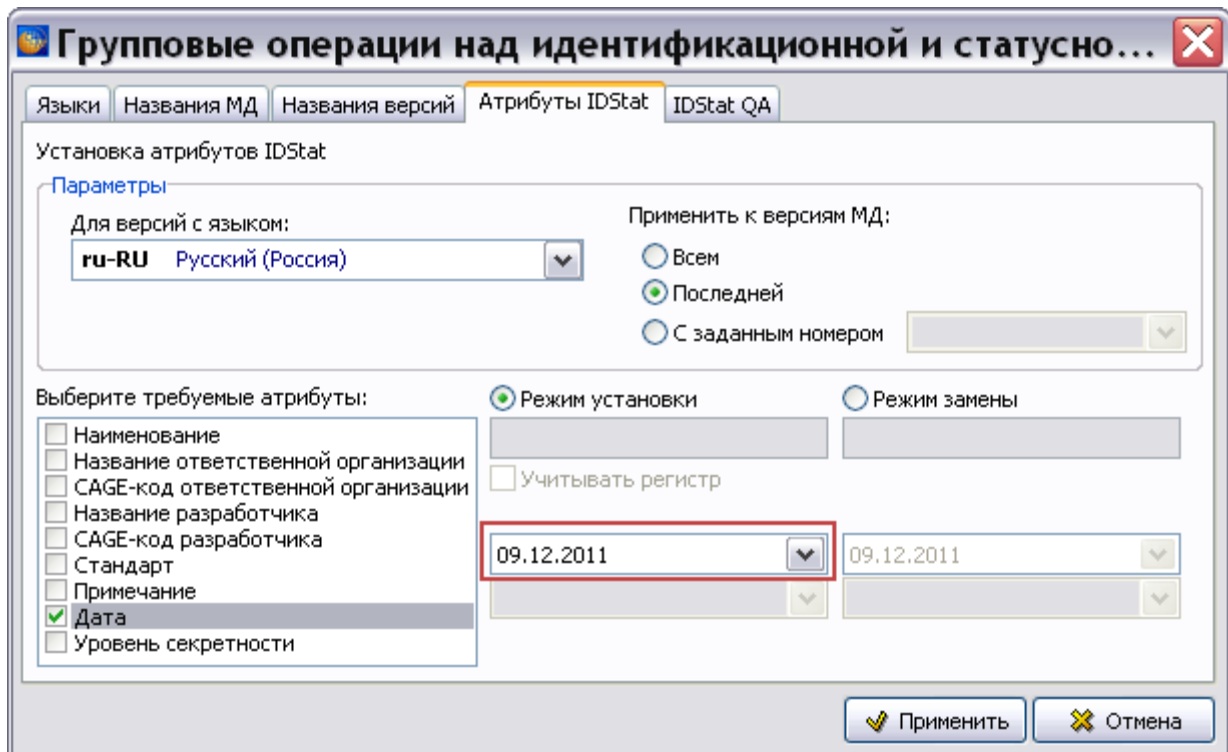 Групповые операции над идентификационной и статусно...
Языки Названия МД Названия версий Атрибуты IDStat IDStat QA
Установка атрибутов IDStat
Параметры
Для версий с языком:
ru-RU Русский (Россия)
Применить к версиям МД:
Всем
Последней
С заданным номером
Выберите требуемые атрибуты:
Наименование
Название ответственной организации
CAGE-код ответственной организации
Название разработчика
CAGE-код разработчика
Стандарт
Примечание
Дата
Уровень секретности
Режим установки
Режим замены
Учитывать регистр
09.12.2011
09.12.2011
Применить
Отмена